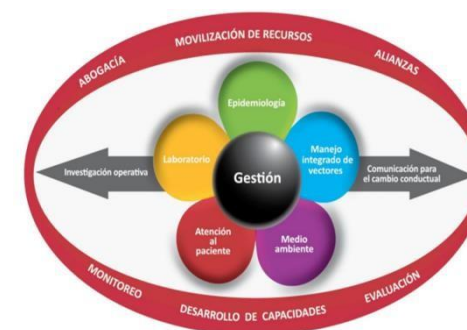 ABOGACÍA
MOVILIZACIÓN DE RECURSOS
ALIANZAS
Epidemiología
Laboratorio
Manejo
integrado de
vectores
Investigación operativa
Gestión
Comunicación para
el cambio conductual
Atención
al
paciente
Medio
ambiente
MONITOREO
DESARROLLO DE CAPACIDADES
EVALUACIÓN